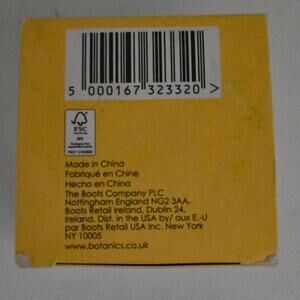 5 000167 323320 >
FSC
Made in China
Fabriqué en Chine
Hecho en China
The Boots Company PLC
Nottingham England NG2 3AA.
Boots Retail Ireland, Dublin 24,
Ireland. Dist. in the USA by/ aux E.-U
par Boots Retail USA Inc. New York
NY 10005
www.botanics.co.uk